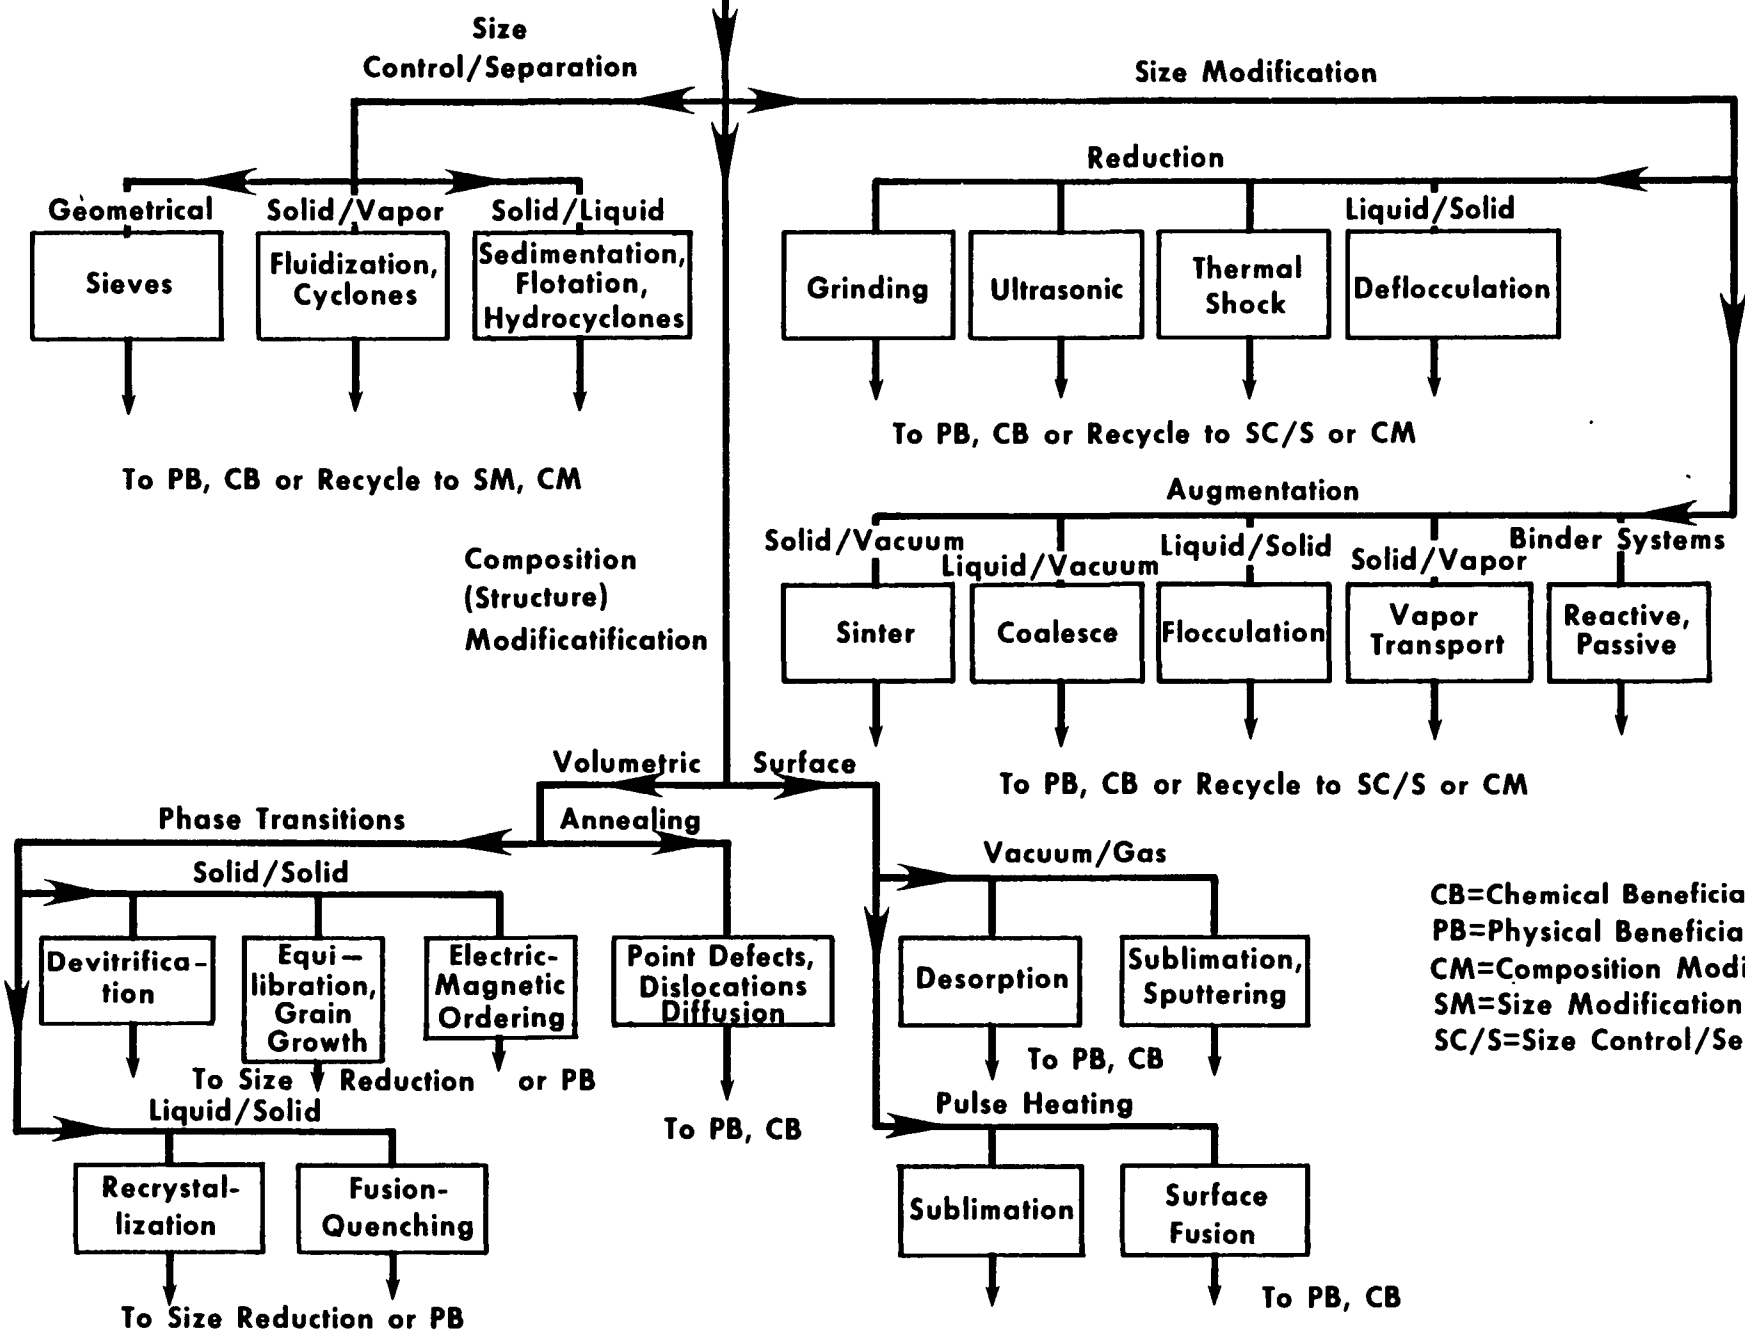 Size
Control/Separation
Size Modification
Reduction
Geometrical
Solid/Vapor
Solid/Liquid
Liquid/Solid
Sieves
Fluidization,
Cyclones
Sedimentation,
Flotation,
Hydrocyclones
Grinding
Ultrasonic
Thermal
Shock
Deflocculation
To PB, CB or Recycle to SC/S or CM
To PB, CB or Recycle to SM, CM
Augmentation
Solid/Vacuum
Liquid/Vacuum
Liquid/Solid
Solid/Vapor
Binder Systems
Composition
(Structure)
Modificatification
Sinter
Coalesce
Flocculation
Vapor
Transport
Reactive,
Passive
To PB, CB or Recycle to SC/S or CM
Volumetric
Surface
Phase Transitions
Annealing
Solid/Solid
Vacuum/Gas
Devitrifica-
tion
Equi-
libration,
Grain
Growth
Electric-
Magnetic
Ordering
Point Defects,
Dislocations
Diffusion
Desorption
Sublimation,
Sputtering
CB=Chemical Beneficia
PB=Physical Beneficia
CM=Composition Modi
SM=Size Modification
SC/S=Size Control/Se
To Size Reduction or PB
To PB, CB
Liquid/Solid
To PB, CB
Pulse Heating
Recrystal-
lization
Fusion-
Quenching
Sublimation
Surface
Fusion
To Size Reduction or PB
To PB, CB